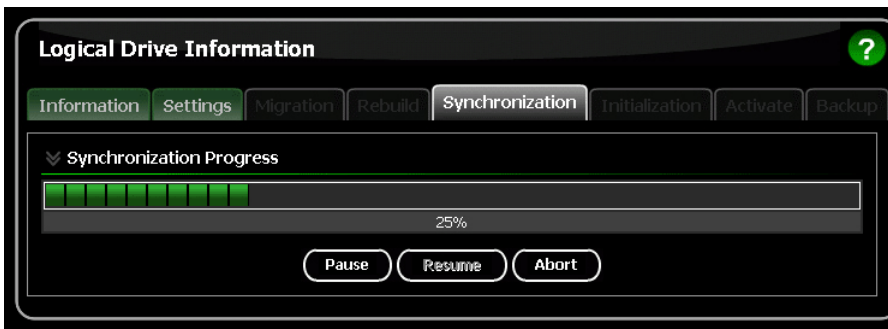 Logical Drive Information
?
Information Settings Migration Rebuild Synchronization Initialization Activate Backup
Synchronization Progress
25%
Pause Resume Abort